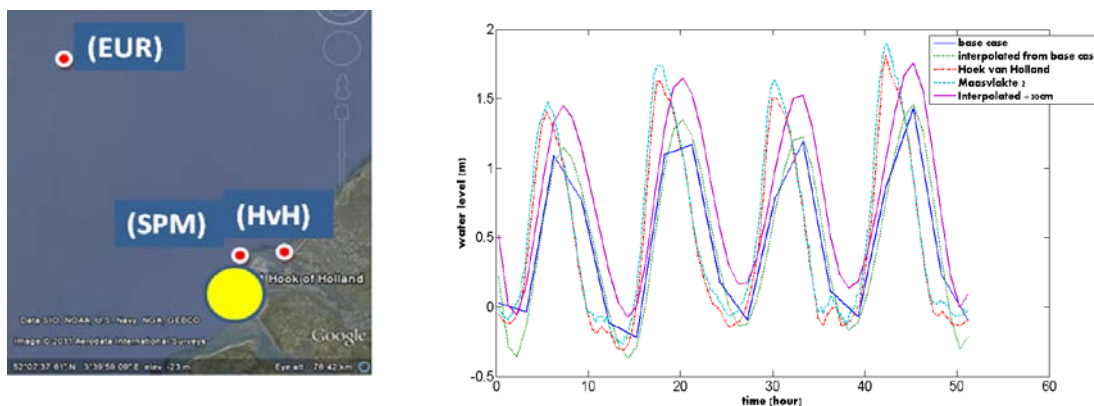 (EUR)
(SPM)
(HvH)
Hook of Holland
Data SIO, NOAA, U.S. Navy, NGA, GEBCO
Image © 2011 Aerodata International Surveys
Google
52°07'37.61" N 3°39'59.09" E elev -23 m Eye alt 76.42 km
2
1.5
1
0.5
0
-0.5
water level [m]
0 10 20 30 40 50 60
time [hour]
base case
interpolated from base case
Hoek van Holland
Maasvlakte 2
Interpolated +30cm